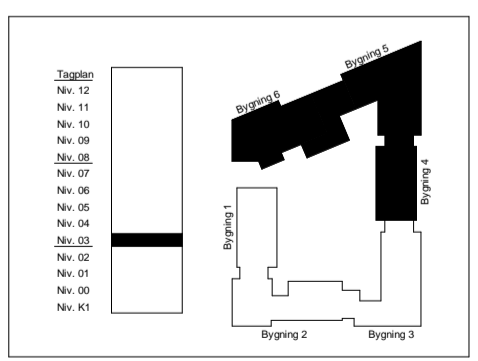 Tagplan
Niv. 12
Niv. 11
Niv. 10
Niv. 09
Niv. 08
Niv. 07
Niv. 06
Niv. 05
Niv. 04
Niv. 03
Niv. 02
Niv. 01
Niv. 00
Niv. K1
Bygning 5
Bygning 6
Bygning 4
Bygning 1
Bygning 2
Bygning 3